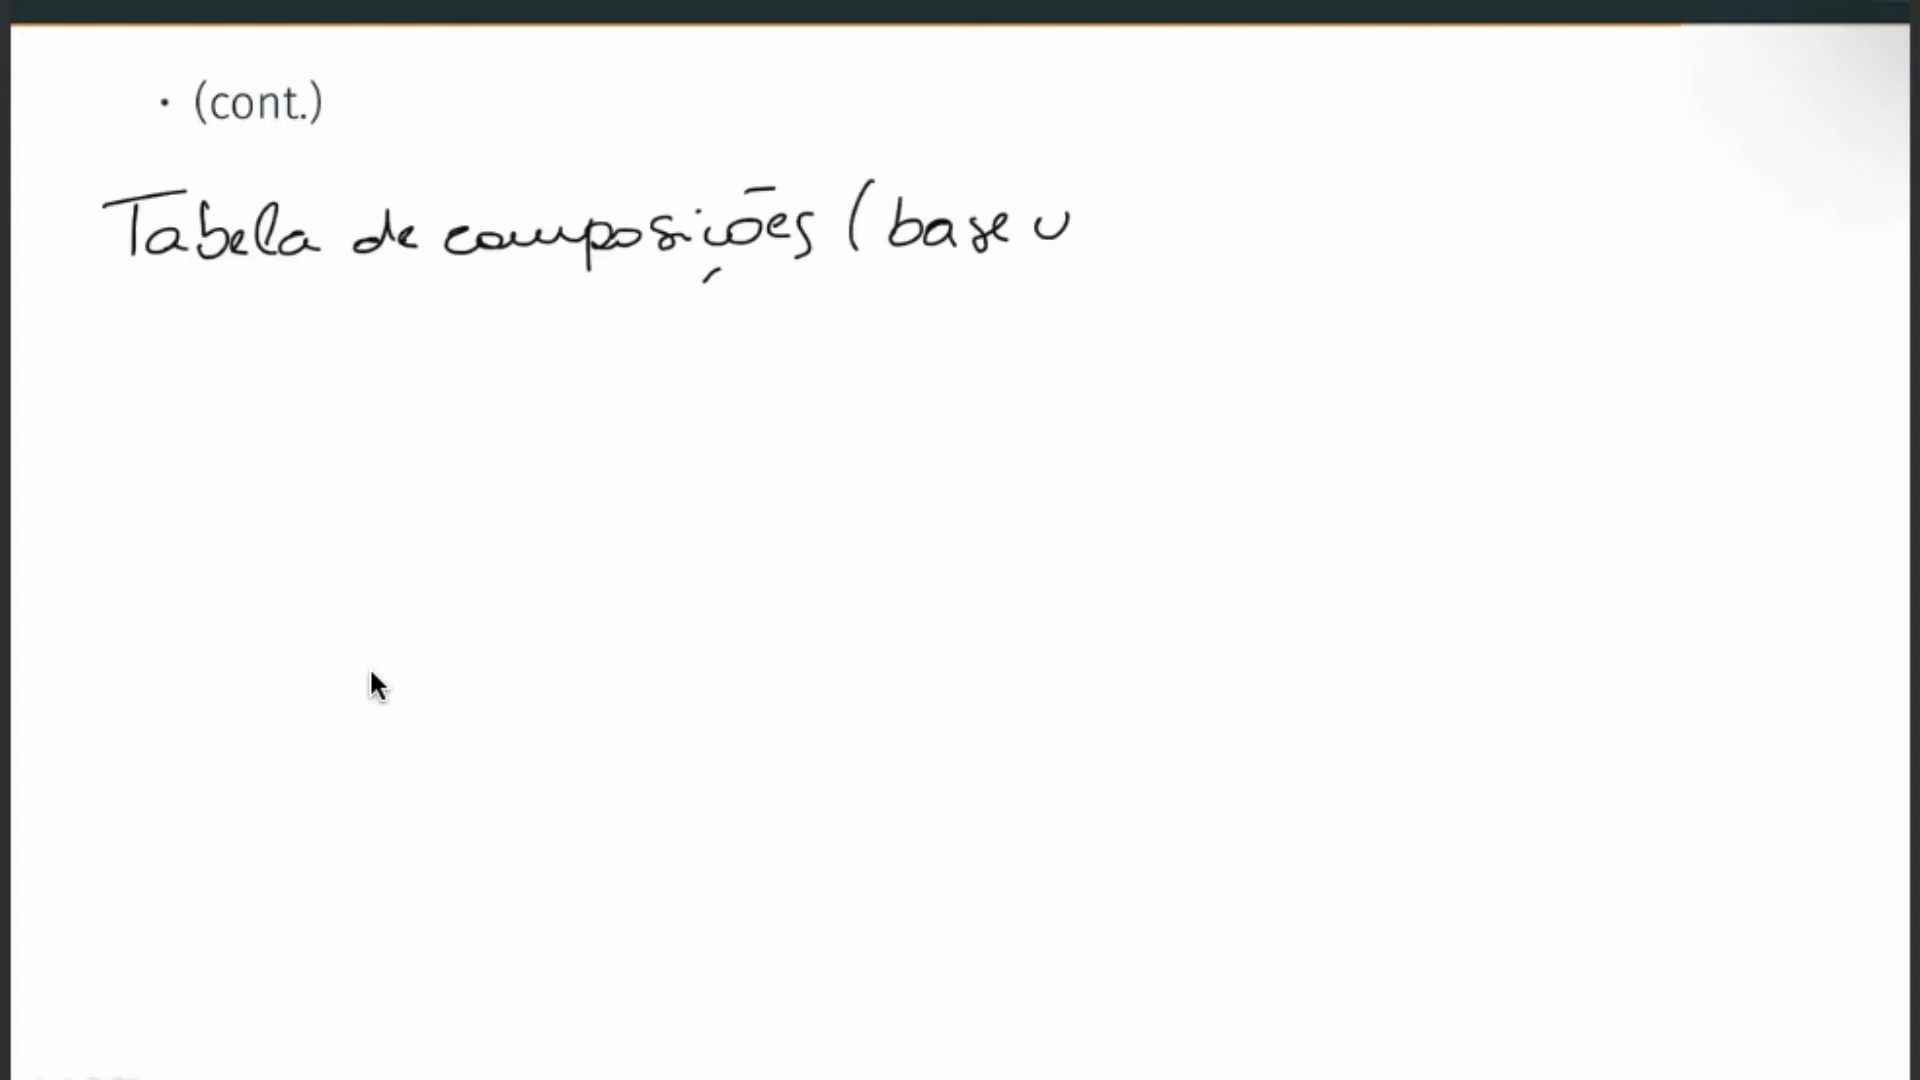 • (cont.)
Tabela de composições (base u